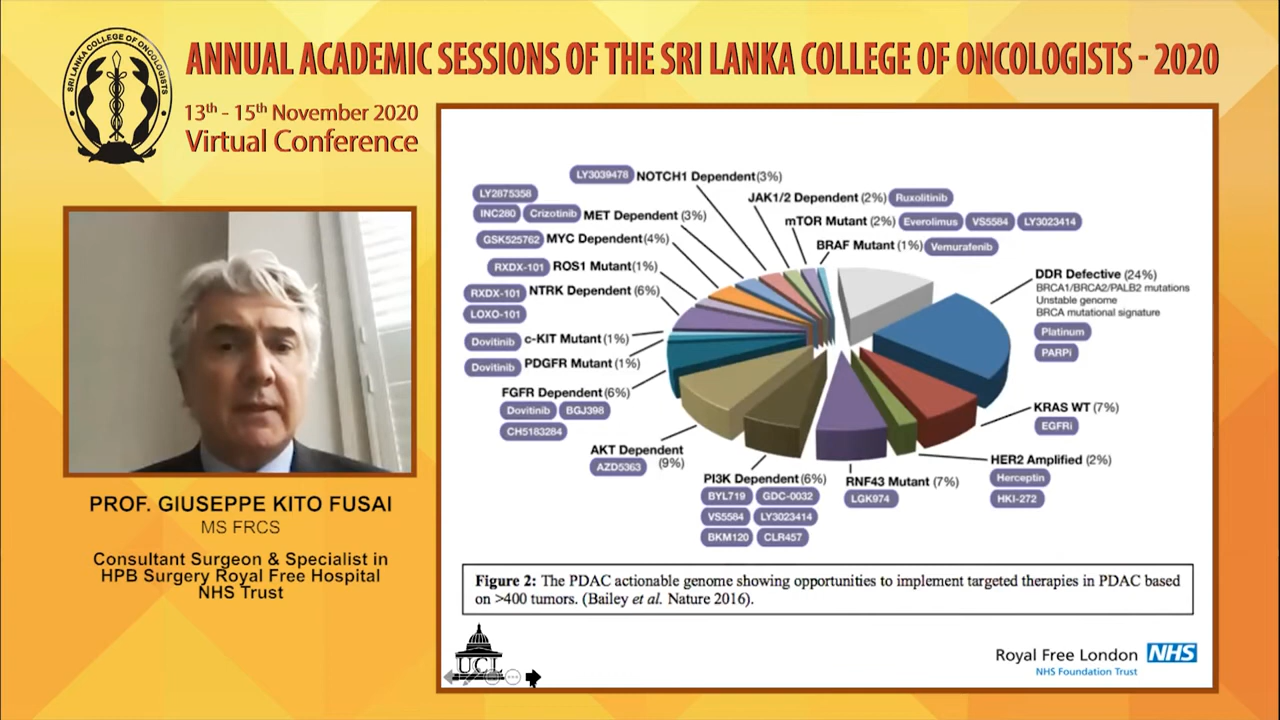 SRI LANKA COLLEGE OF ONCOLOGISTS
ANNUAL ACADEMIC SESSIONS OF THE SRI LANKA COLLEGE OF ONCOLOGISTS - 2020
13th - 15th November 2020
Virtual Conference
PROF. GIUSEPPE KITO FUSAI
MS FRCS
Consultant Surgeon & Specialist in
HPB Surgery Royal Free Hospital
NHS Trust
LY3039478 NOTCH1 Dependent (3%)
LY2875358
INC280 Crizotinib MET Dependent (3%)
GSK525762 MYC Dependent (4%)
RXDX-101 ROS1 Mutant (1%)
RXDX-101 NTRK Dependent (6%)
LOXO-101
Dovitinib c-KIT Mutant (1%)
Dovitinib PDGFR Mutant (1%)
FGFR Dependent (6%)
Dovitinib BGJ398
CH5183284
AKT Dependent
AZD5363 (9%)
PI3K Dependent (6%)
BYL719 GDC-0032
VS5584 LY3023414
BKM120 CLR457
RNF43 Mutant (7%)
LGK974
HER2 Amplified (2%)
Herceptin
HKI-272
KRAS WT (7%)
EGFRi
DDR Defective (24%)
BRCA1/BRCA2/PALB2 mutations
Unstable genome
BRCA mutational signature
Platinum
PARPi
JAK1/2 Dependent (2%) Ruxolitinib
mTOR Mutant (2%) Everolimus VS5584 LY3023414
BRAF Mutant (1%) Vemurafenib
Figure 2: The PDAC actionable genome showing opportunities to implement targeted therapies in PDAC based
on >400 tumors. (Bailey et al. Nature 2016).
UCL
Royal Free London NHS
NHS Foundation Trust